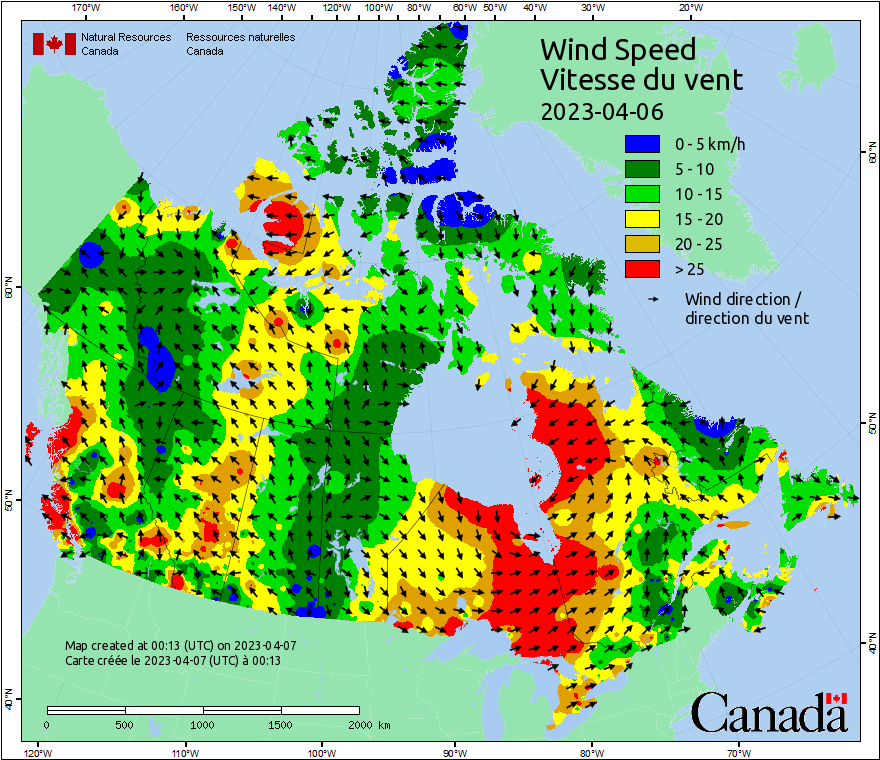 170°W 160°W 150°W 140°W 120°W 100°W 80°W 60°W 50°W 40°W 30°W 20°W
Natural Resources Canada
Ressources naturelles Canada
Wind Speed
Vitesse du vent
2023-04-06
0 - 5 km/h
5 - 10
10 - 15
15 - 20
20 - 25
> 25
Wind direction /
direction du vent
60°N
50°N
40°N
60°N
50°N
40°N
Map created at 00:13 (UTC) on 2023-04-07
Carte créée le 2023-04-07 (UTC) à 00:13
0 500 1000 1500 2000 km
Canada
120°W 110°W 100°W 90°W 80°W 70°W